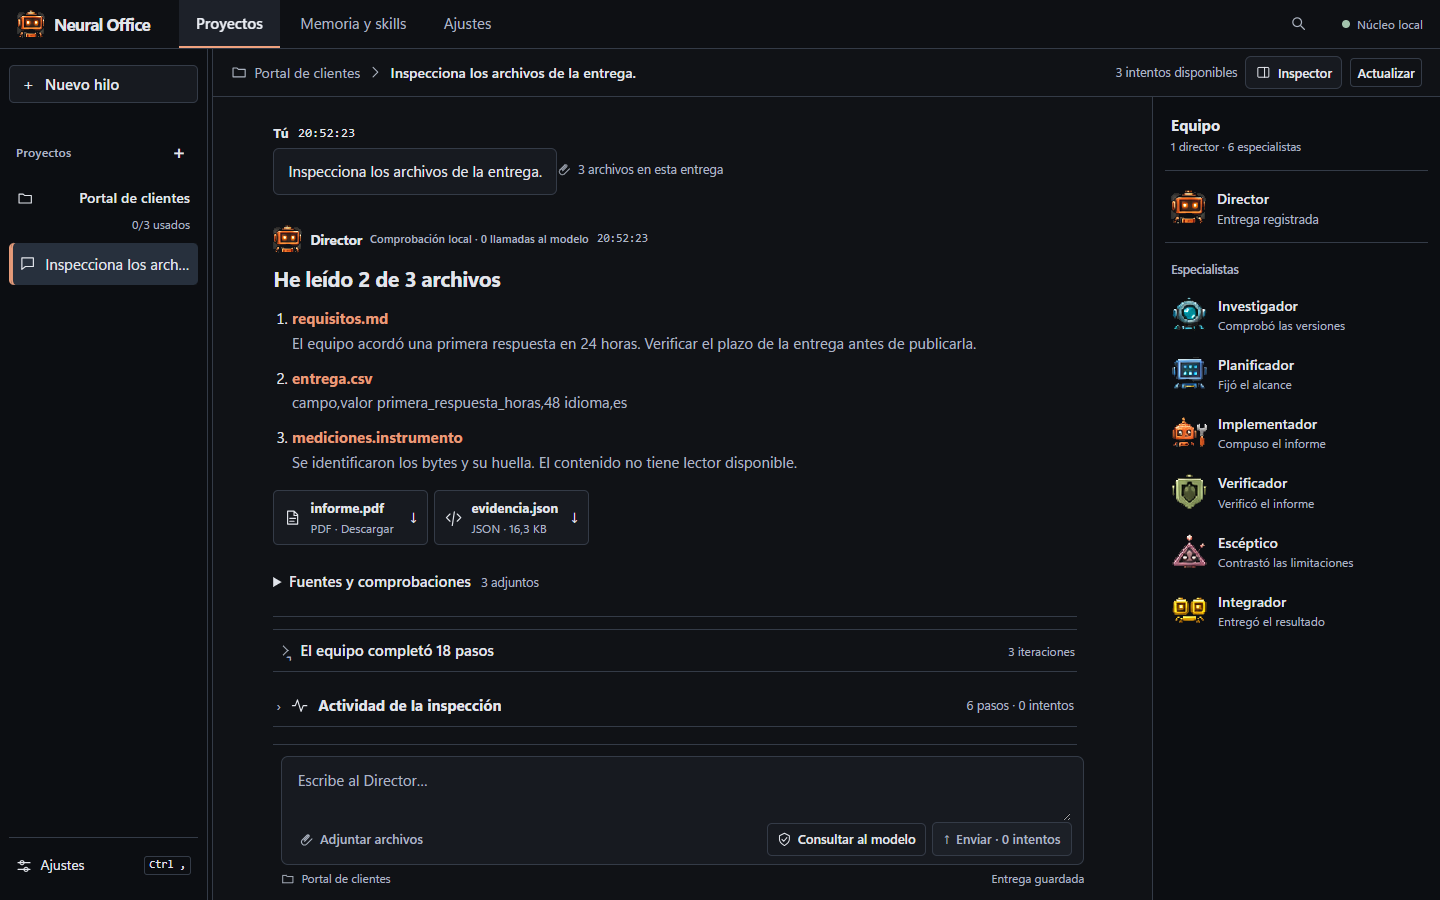 Neural Office
Proyectos
Memoria y skills
Ajustes
Núcleo local
+ Nuevo hilo
Proyectos
+
Portal de clientes
0/3 usados
Inspecciona los arch...
Ajustes
Ctrl ,
Portal de clientes > Inspecciona los archivos de la entrega.
3 intentos disponibles
Inspector
Actualizar
Tú 20:52:23
Inspecciona los archivos de la entrega.
3 archivos en esta entrega
Director Comprobación local · 0 llamadas al modelo 20:52:23
He leído 2 de 3 archivos
1. requisitos.md
El equipo acordó una primera respuesta en 24 horas. Verificar el plazo de la entrega antes de publicarla.
2. entrega.csv
campo,valor primera_respuesta_horas,48 idioma,es
3. mediciones.instrumento
Se identificaron los bytes y su huella. El contenido no tiene lector disponible.
informe.pdf
PDF · Descargar
↓
evidencia.json
JSON · 16,3 KB
↓
Fuentes y comprobaciones 3 adjuntos
El equipo completó 18 pasos
3 iteraciones
Actividad de la inspección
6 pasos · 0 intentos
Escribe al Director...
Adjuntar archivos
Consultar al modelo
↑ Enviar · 0 intentos
Portal de clientes
Entrega guardada
Equipo
1 director · 6 especialistas
Director
Entrega registrada
Especialistas
Investigador
Comprobó las versiones
Planificador
Fijó el alcance
Implementador
Compuso el informe
Verificador
Verificó el informe
Escéptico
Contrastó las limitaciones
Integrador
Entregó el resultado